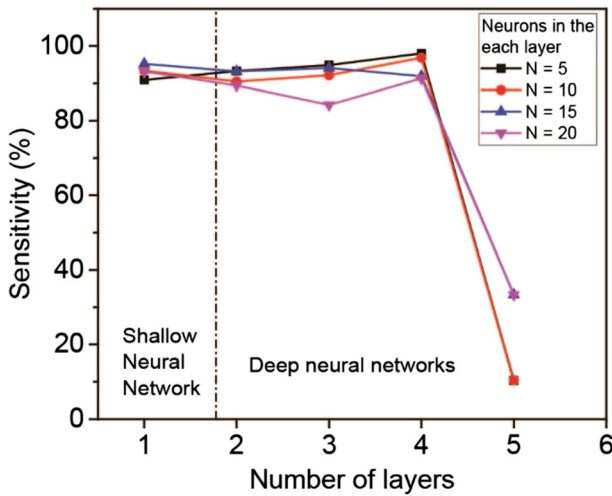 Neurons in the
each layer
N = 5
N = 10
N = 15
N = 20
100
80
60
40
20
0
Sensitivity (%)
Shallow
Neural
Network
Deep neural networks
1 2 3 4 5 6
Number of layers